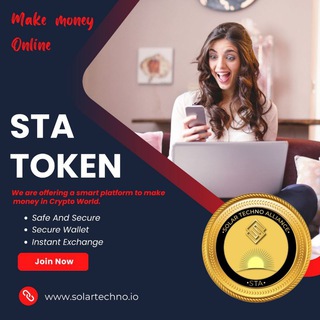 Make money
Online
STA
TOKEN
We are offering a smart platform to make
money in Crypto World.
Safe And Secure
Secure Wallet
Instant Exchange
Join Now
www.solartechno.io
SOLAR TECHNO ALLIANCE
STA